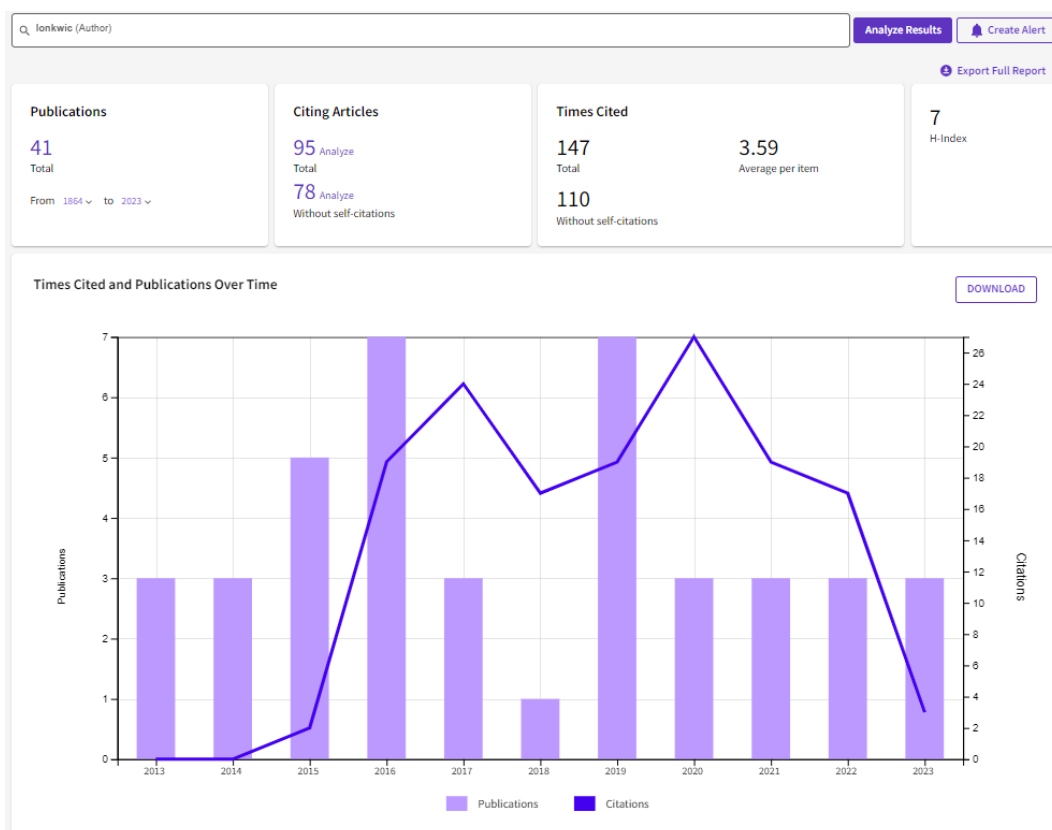 lonkwic (Author)
Analyze Results
Create Alert
Export Full Report
Publications
41
Total
From 1864 to 2023
Citing Articles
95 Analyze
Total
78 Analyze
Without self-citations
Times Cited
147
Total
110
Without self-citations
3.59
Average per item
7
H-Index
Times Cited and Publications Over Time
DOWNLOAD
Publications
7
6
5
4
3
2
1
0
26
24
22
20
18
16
14
12
10
8
6
4
2
0
Citations
2013 2014 2015 2016 2017 2018 2019 2020 2021 2022 2023
Publications Citations